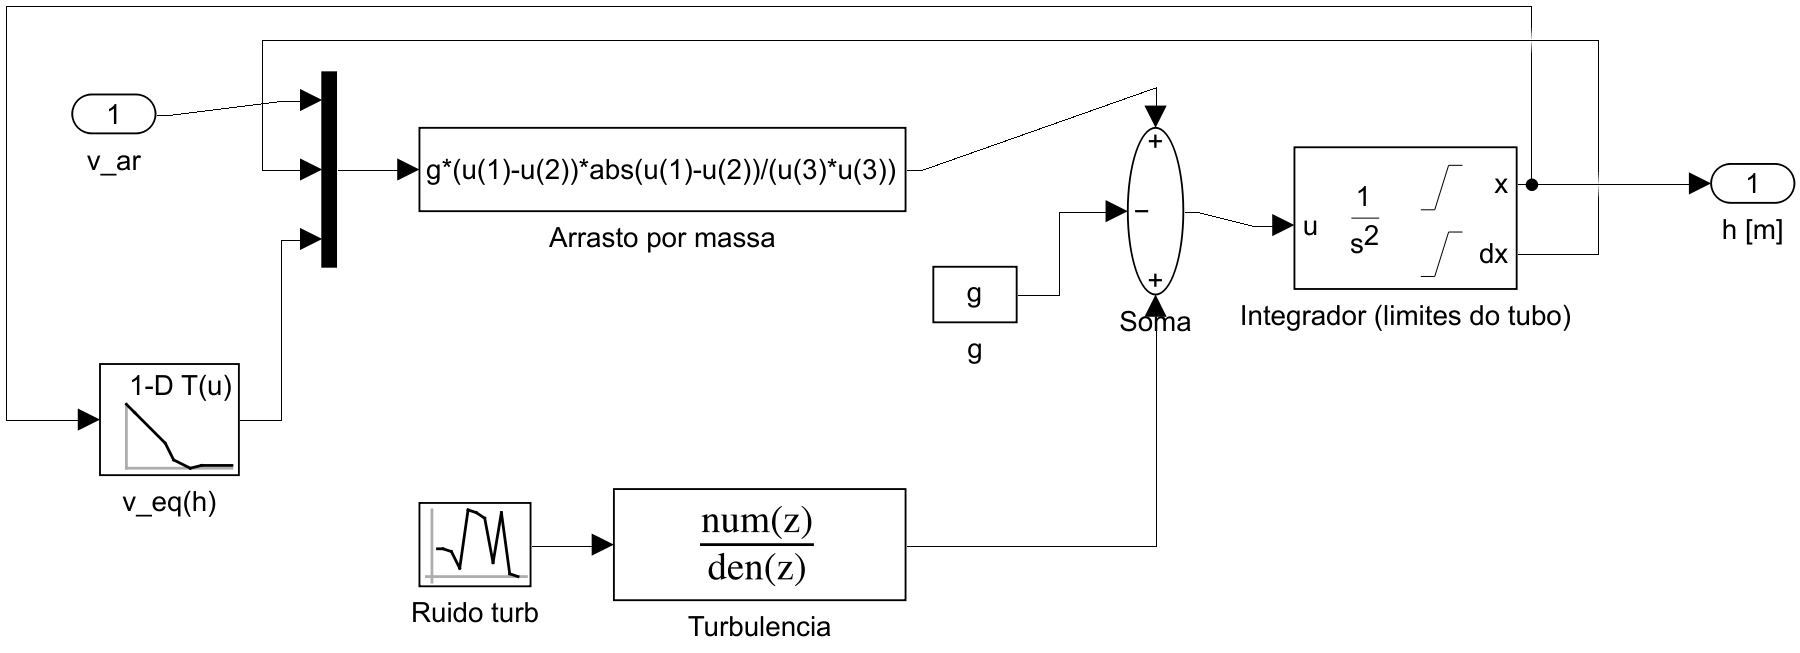 1
v_ar
g*(u(1)-u(2))*abs(u(1)-u(2))/(u(3)*u(3))
Arrasto por massa
+
−
+
Soma
g
g
u
1
s2
x
dx
Integrador (limites do tubo)
1
h [m]
1-D T(u)
v_eq(h)
Ruido turb
num(z)
den(z)
Turbulencia